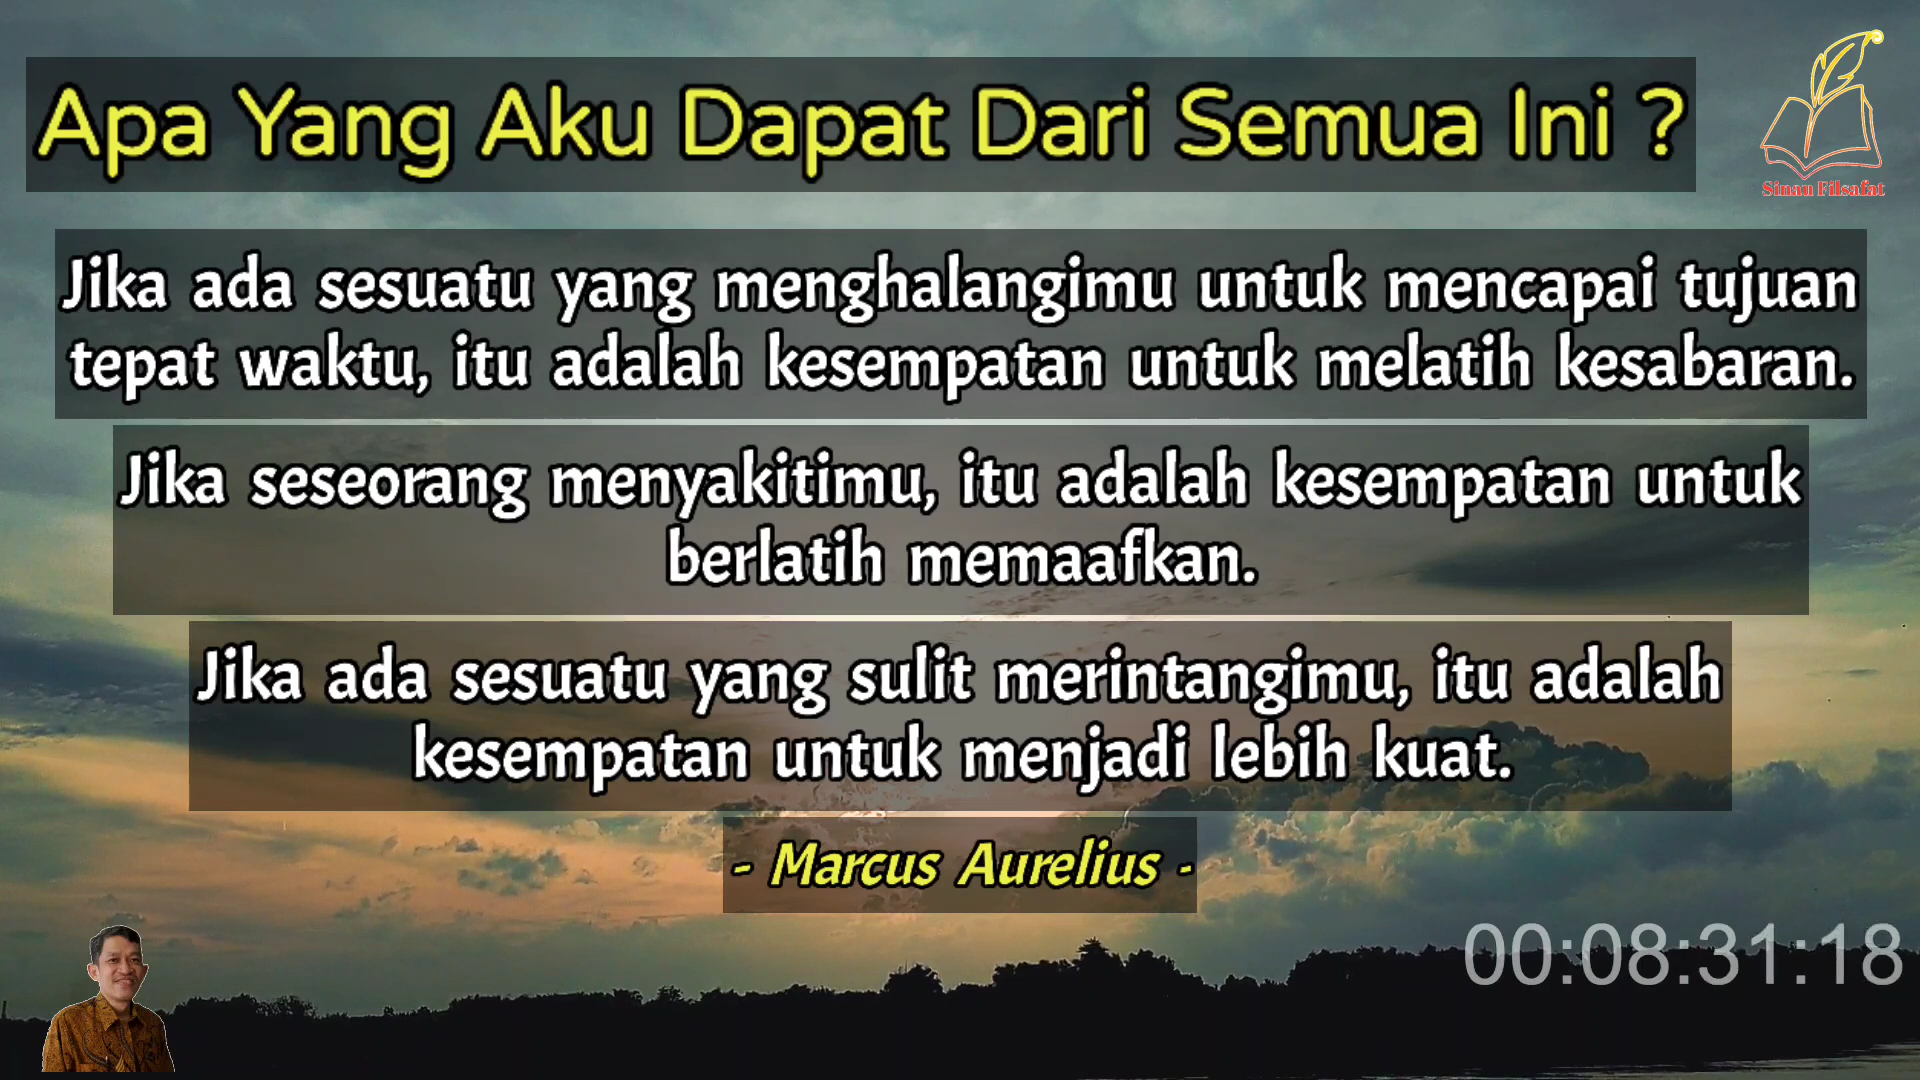 Apa Yang Aku Dapat Dari Semua Ini ?
Sinau Filsafat
Jika ada sesuatu yang menghalangimu untuk mencapai tujuan
tepat waktu, itu adalah kesempatan untuk melatih kesabaran.
Jika seseorang menyakitimu, itu adalah kesempatan untuk
berlatih memaafkan.
Jika ada sesuatu yang sulit merintangimu, itu adalah
kesempatan untuk menjadi lebih kuat.
- Marcus Aurelius -
00:08:31:18